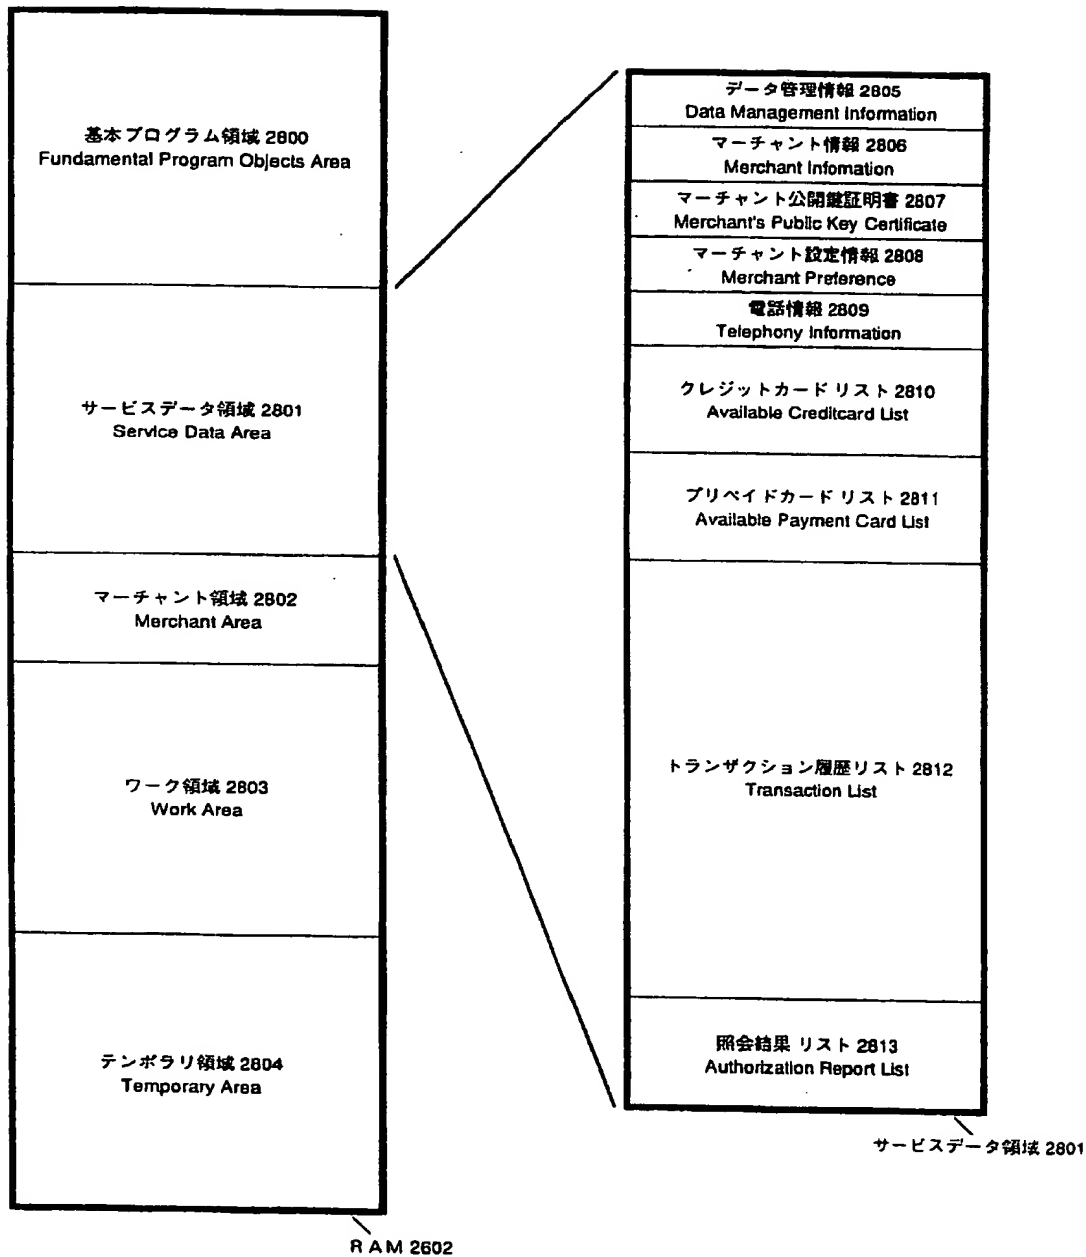 基本プログラム領域 2800
Fundamental Program Objects Area
サービスデータ領域 2801
Service Data Area
マーチャント領域 2802
Merchant Area
ワーク領域 2803
Work Area
テンポラリ領域 2804
Temporary Area
RAM 2602
データ管理情報 2805
Data Management Information
マーチャント情報 2806
Merchant Infomation
マーチャント公開鍵証明書 2807
Merchant's Public Key Certificate
マーチャント設定情報 2808
Merchant Preference
電話情報 2809
Telephony Information
クレジットカード リスト 2810
Available Creditcard List
プリペイドカード リスト 2811
Available Payment Card List
トランザクション履歴リスト 2812
Transaction List
照会結果 リスト 2813
Authorization Report List
サービスデータ領域 2801